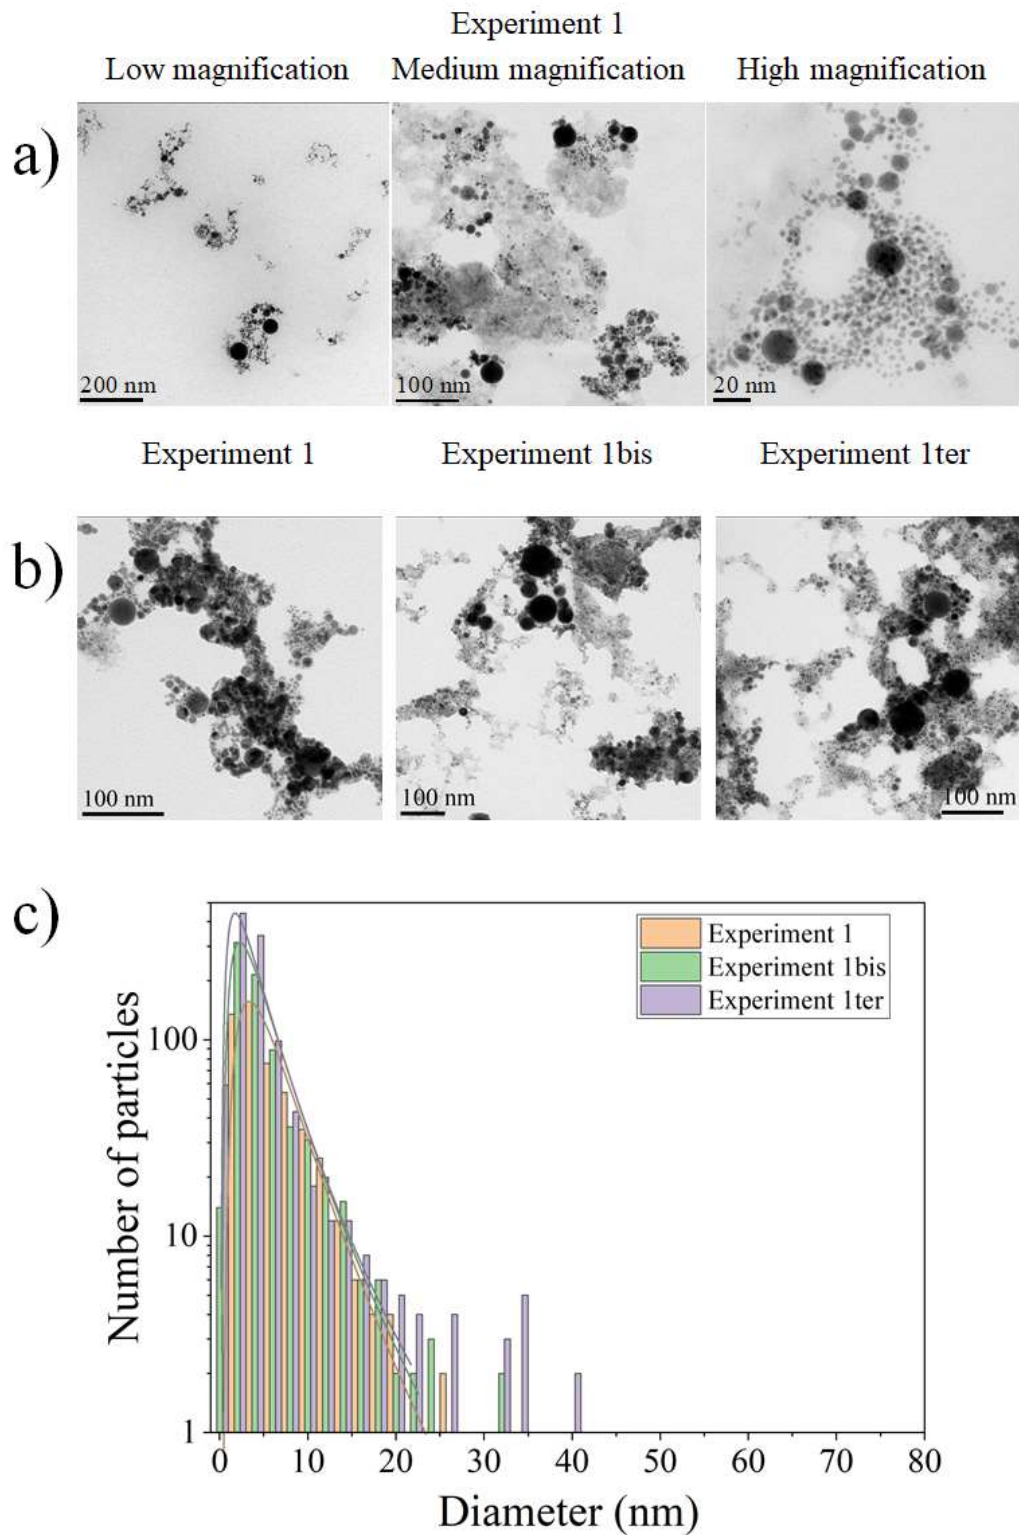 Experiment 1
Low magnification Medium magnification High magnification
a)
200 nm 100 nm 20 nm
Experiment 1 Experiment 1bis Experiment 1ter
b)
100 nm 100 nm 100 nm
c)
Experiment 1
Experiment 1bis
Experiment 1ter
Number of particles
100
10
1
0 10 20 30 40 50 60 70 80
Diameter (nm)